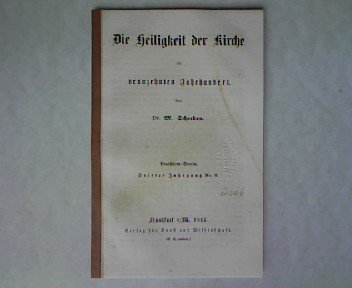 Die Heiligkeit der Kirche
im
neunzehnten Jahrhundert.
Von
Dr. M. Scheeben.
Broschüren-Verein.
Dritter Jahrgang Nr.
Frankfurt a/M. 1867.
Verlag für Kunst und Wissenschaft.